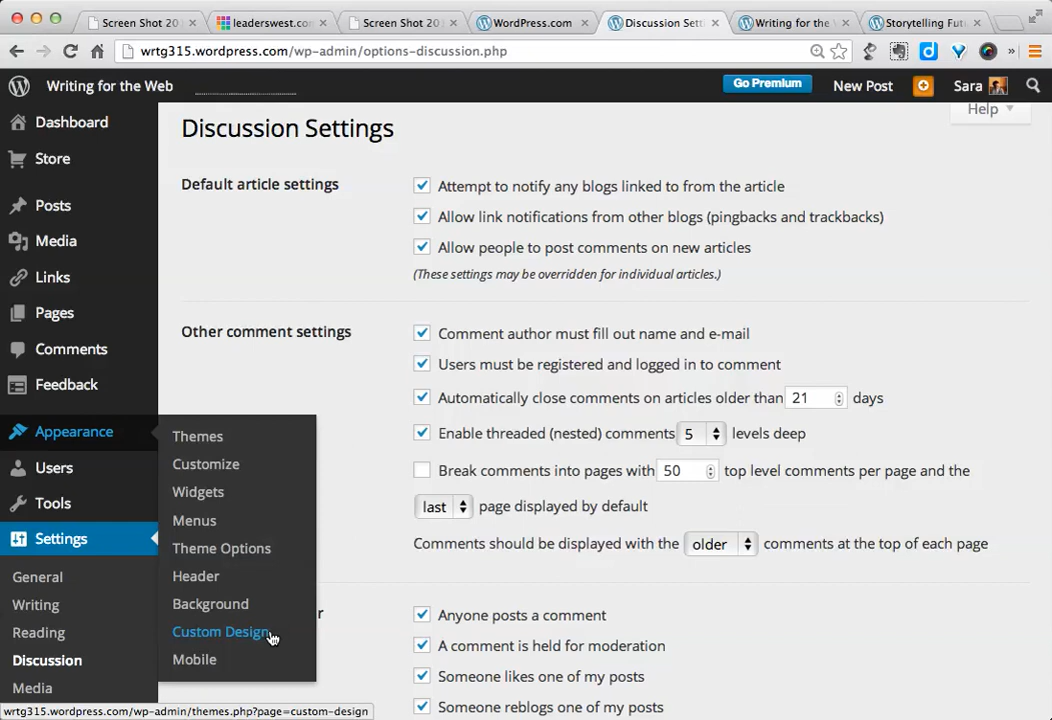 Screen Shot 20
leaderswest.com
Screen Shot 20
WordPress.com
Discussion Sett
Writing for the
Storytelling Fut
wrtg315.wordpress.com/wp-admin/options-discussion.php
Writing for the Web
Go Premium
New Post
Sara
Help
Dashboard
Store
Posts
Media
Links
Pages
Comments
Feedback
Appearance
Users
Tools
Settings
General
Writing
Reading
Discussion
Media
Themes
Customize
Widgets
Menus
Theme Options
Header
Background
Custom Design
Mobile
Discussion Settings
Default article settings
Attempt to notify any blogs linked to from the article
Allow link notifications from other blogs (pingbacks and trackbacks)
Allow people to post comments on new articles
(These settings may be overridden for individual articles.)
Other comment settings
Comment author must fill out name and e-mail
Users must be registered and logged in to comment
Automatically close comments on articles older than 21 days
Enable threaded (nested) comments 5 levels deep
Break comments into pages with 50 top level comments per page and the
last page displayed by default
Comments should be displayed with the older comments at the top of each page
r
Anyone posts a comment
A comment is held for moderation
Someone likes one of my posts
Someone reblogs one of my posts
wrtg315.wordpress.com/wp-admin/themes.php?page=custom-design